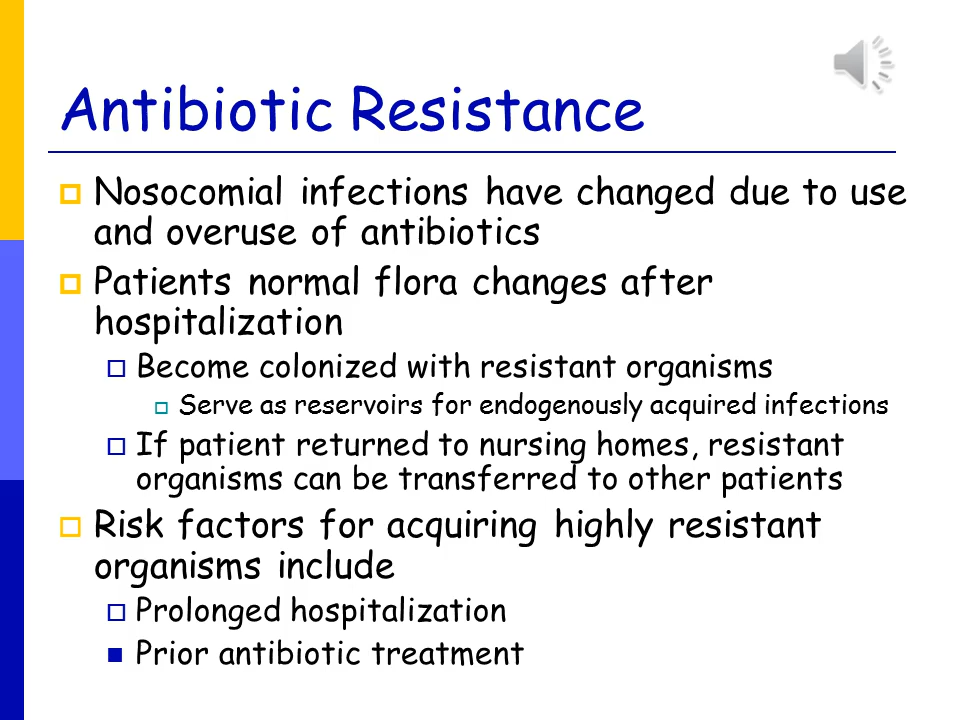 Antibiotic Resistance
Nosocomial infections have changed due to use
and overuse of antibiotics
Patients normal flora changes after
hospitalization
Become colonized with resistant organisms
Serve as reservoirs for endogenously acquired infections
If patient returned to nursing homes, resistant
organisms can be transferred to other patients
Risk factors for acquiring highly resistant
organisms include
Prolonged hospitalization
Prior antibiotic treatment